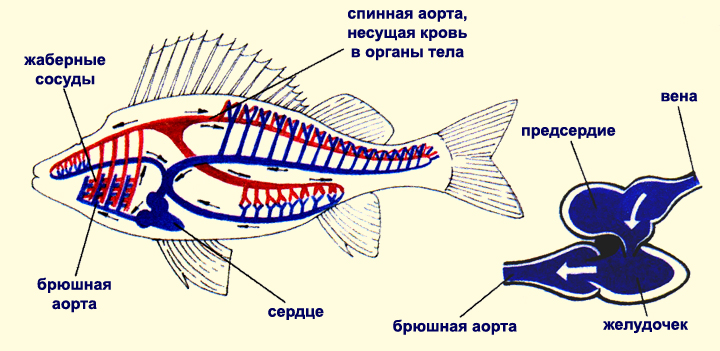 спинная аорта,
несущая кровь
в органы тела
жаберные
сосуды
вена
предсердие
брюшная
аорта
сердце
брюшная аорта
желудочек